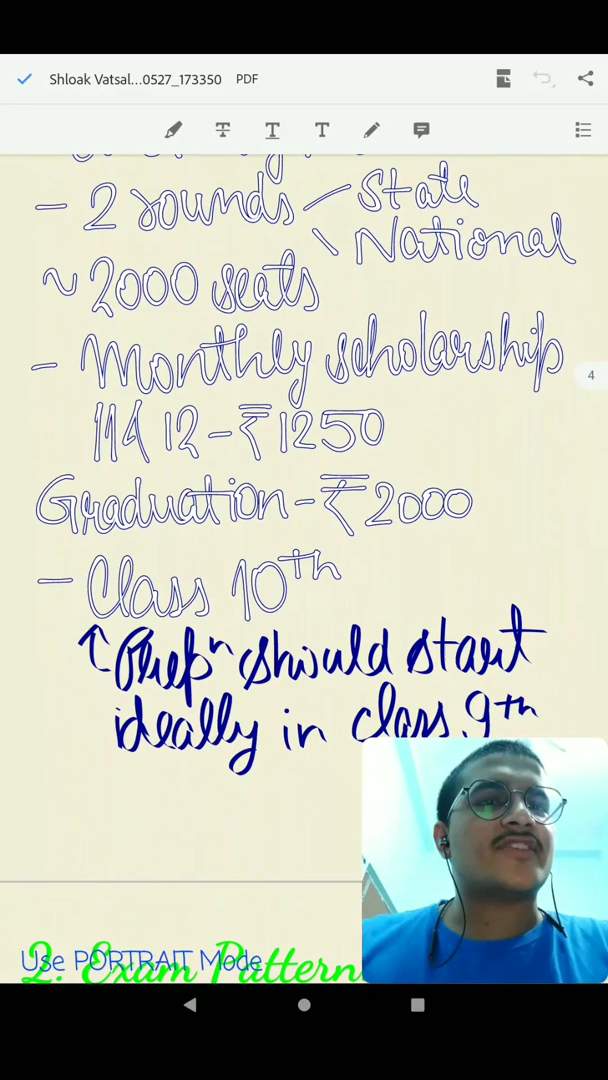 Shloak Vatsal...0527_173350 PDF
- 2 rounds - State
\ National
~ 2000 seats
- Monthly scholarship
4
11&12 - ₹1250
Graduation - ₹2000
- Class 10th
↑ Prepⁿ should start
ideally in class 9th
2. Exam Pattern
Use PORTRAIT Mode